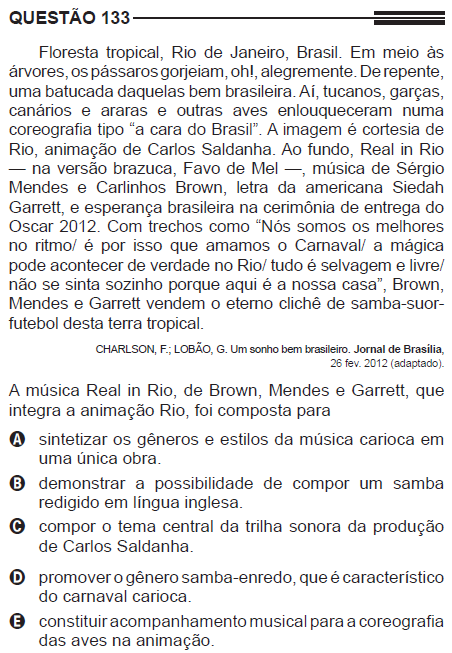 QUESTÃO 133
Floresta tropical, Rio de Janeiro, Brasil. Em meio às
árvores, os pássaros gorjeiam, oh!, alegremente. De repente,
uma batucada daquelas bem brasileira. Aí, tucanos, garças,
canários e araras e outras aves enlouqueceram numa
coreografia tipo “a cara do Brasil”. A imagem é cortesia de
Rio, animação de Carlos Saldanha. Ao fundo, Real in Rio
— na versão brazuca, Favo de Mel —, música de Sérgio
Mendes e Carlinhos Brown, letra da americana Siedah
Garrett, e esperança brasileira na cerimônia de entrega do
Oscar 2012. Com trechos como “Nós somos os melhores
no ritmo/ é por isso que amamos o Carnaval/ a mágica
pode acontecer de verdade no Rio/ tudo é selvagem e livre/
não se sinta sozinho porque aqui é a nossa casa”, Brown,
Mendes e Garrett vendem o eterno clichê de samba-suor-
futebol desta terra tropical.
CHARLSON, F.; LOBÃO, G. Um sonho bem brasileiro. Jornal de Brasília,
26 fev. 2012 (adaptado).
A música Real in Rio, de Brown, Mendes e Garrett, que
integra a animação Rio, foi composta para
A sintetizar os gêneros e estilos da música carioca em
uma única obra.
B demonstrar a possibilidade de compor um samba
redigido em língua inglesa.
C compor o tema central da trilha sonora da produção
de Carlos Saldanha.
D promover o gênero samba-enredo, que é característico
do carnaval carioca.
E constituir acompanhamento musical para a coreografia
das aves na animação.